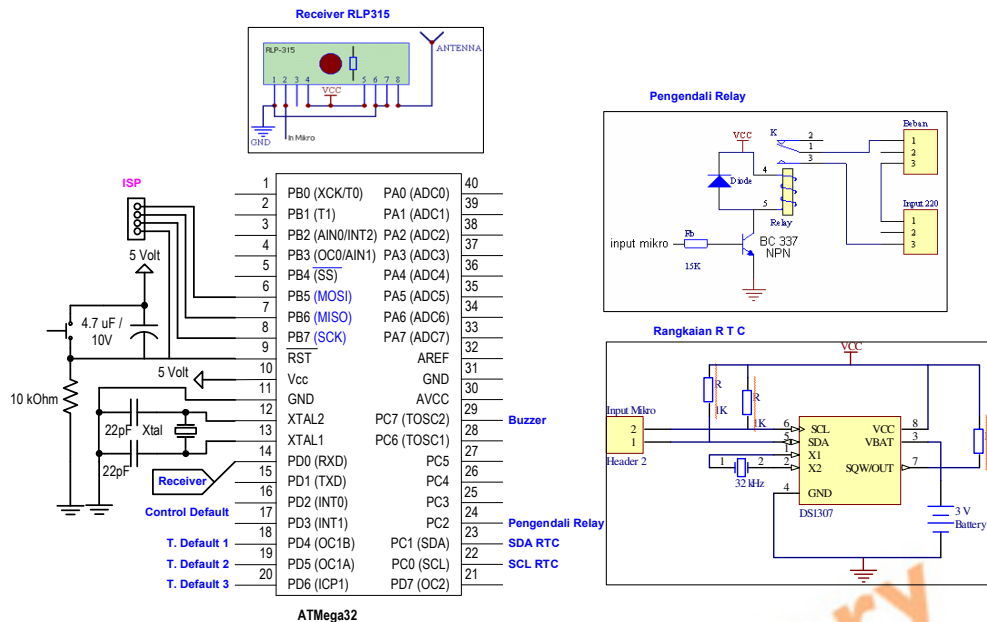 Receiver RLP315
RLP-315
ANTENNA
1 2 3 4 5 6 7 8
VCC
GND
In Mikro
ISP
5 Volt
4.7 uF /
10V
10 kOhm
5 Volt
22pF
Xtal
22pF
Receiver
Control Default
T. Default 1
T. Default 2
T. Default 3
1 PB0 (XCK/T0) PA0 (ADC0) 40
2 PB1 (T1) PA1 (ADC1) 39
3 PB2 (AIN0/INT2) PA2 (ADC2) 38
4 PB3 (OC0/AIN1) PA3 (ADC3) 37
5 PB4 (SS) PA4 (ADC4) 36
6 PB5 (MOSI) PA5 (ADC5) 35
7 PB6 (MISO) PA6 (ADC6) 34
8 PB7 (SCK) PA7 (ADC7) 33
9 RST AREF 32
10 Vcc GND 31
11 GND AVCC 30
12 XTAL2 PC7 (TOSC2) 29
13 XTAL1 PC6 (TOSC1) 28
14 PD0 (RXD) PC5 27
15 PD1 (TXD) PC4 26
16 PD2 (INT0) PC3 25
17 PD3 (INT1) PC2 24
18 PD4 (OC1B) PC1 (SDA) 23
19 PD5 (OC1A) PC0 (SCL) 22
20 PD6 (ICP1) PD7 (OC2) 21
ATMega32
Buzzer
Pengendali Relay
SDA RTC
SCL RTC
Pengendali Relay
VCC
K
2
1
3
Beban
1
2
3
Diode
4
5
Relay
Input 220
1
2
3
input mikro
Rb
15K
BC 337
NPN
Rangkaian R T C
VCC
R
1K
R
1K
Input Mikro
2
1
Header 2
6 SCL VCC 8
5 SDA VBAT 3
1 X1
2 X2 SQW/OUT 7
4 GND
1 2
32 kHz
DS1307
3 V
Battery
ry